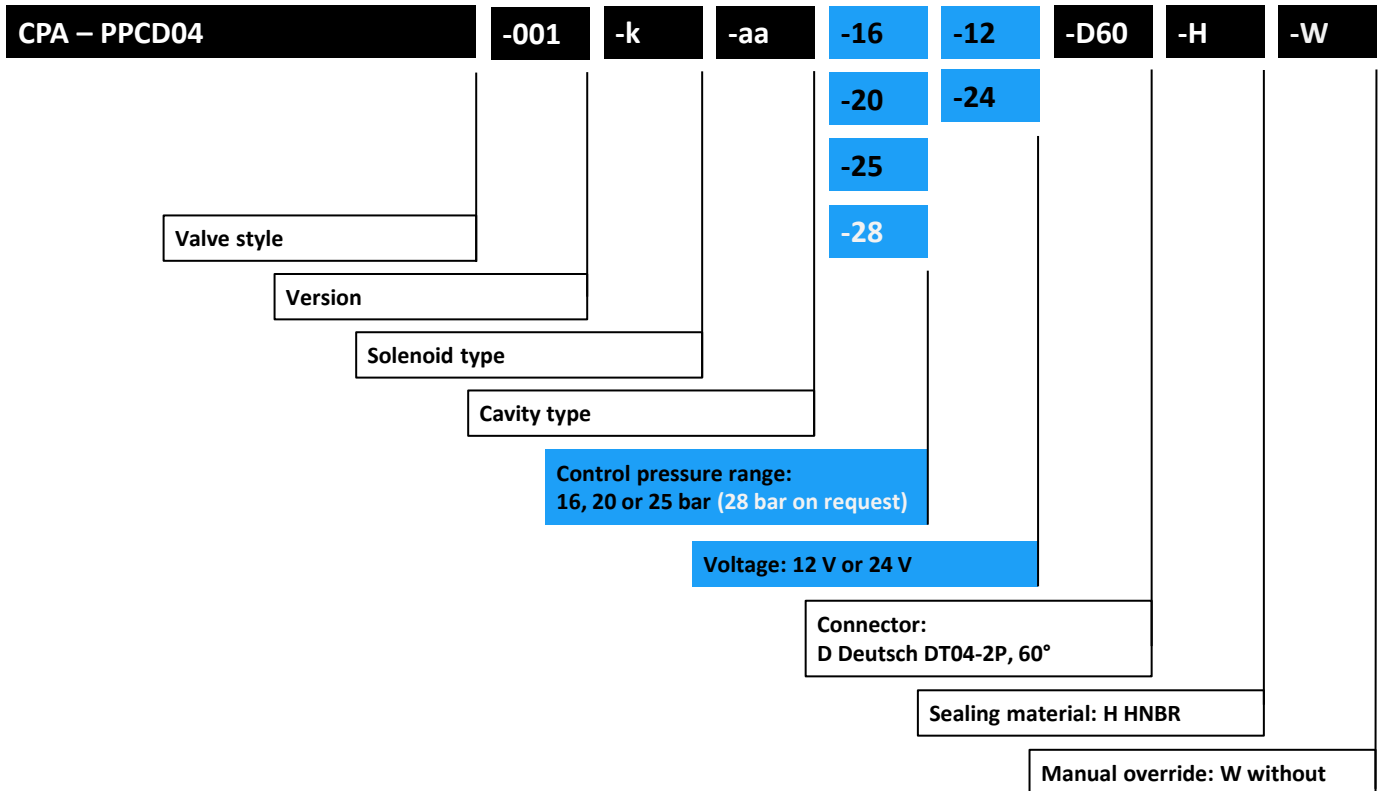 CPA – PPCD04 -001 -k -aa -16 -12 -D60 -H -W
-20 -24
-25
-28
Valve style
Version
Solenoid type
Cavity type
Control pressure range:
16, 20 or 25 bar (28 bar on request)
Voltage: 12 V or 24 V
Connector:
D Deutsch DT04-2P, 60°
Sealing material: H HNBR
Manual override: W without